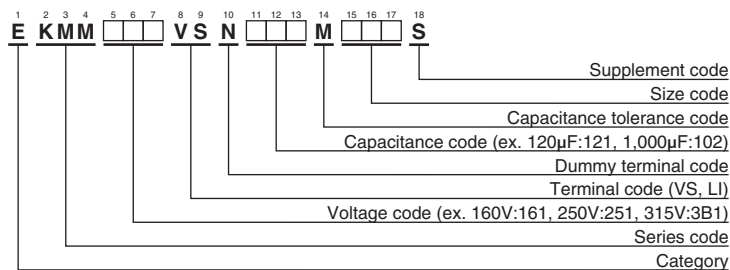 1 2 3 4 5 6 7 8 9 10 11 12 13 14 15 16 17 18
E KMM VS N M S
Supplement code
Size code
Capacitance tolerance code
Capacitance code (ex. 120μF:121, 1,000μF:102)
Dummy terminal code
Terminal code (VS, LI)
Voltage code (ex. 160V:161, 250V:251, 315V:3B1)
Series code
Category